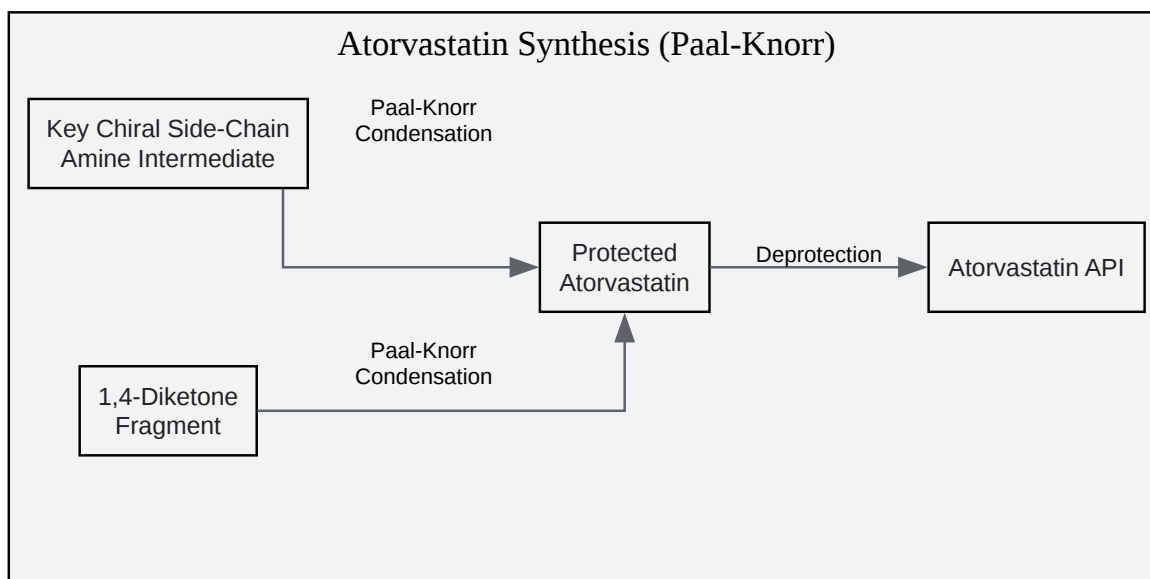 Atorvastatin Synthesis (Paal-Knorr)
Key Chiral Side-Chain
Amine Intermediate
Paal-Knorr
Condensation
Protected
Atorvastatin
Deprotection
Atorvastatin API
Paal-Knorr
Condensation
1,4-Diketone
Fragment